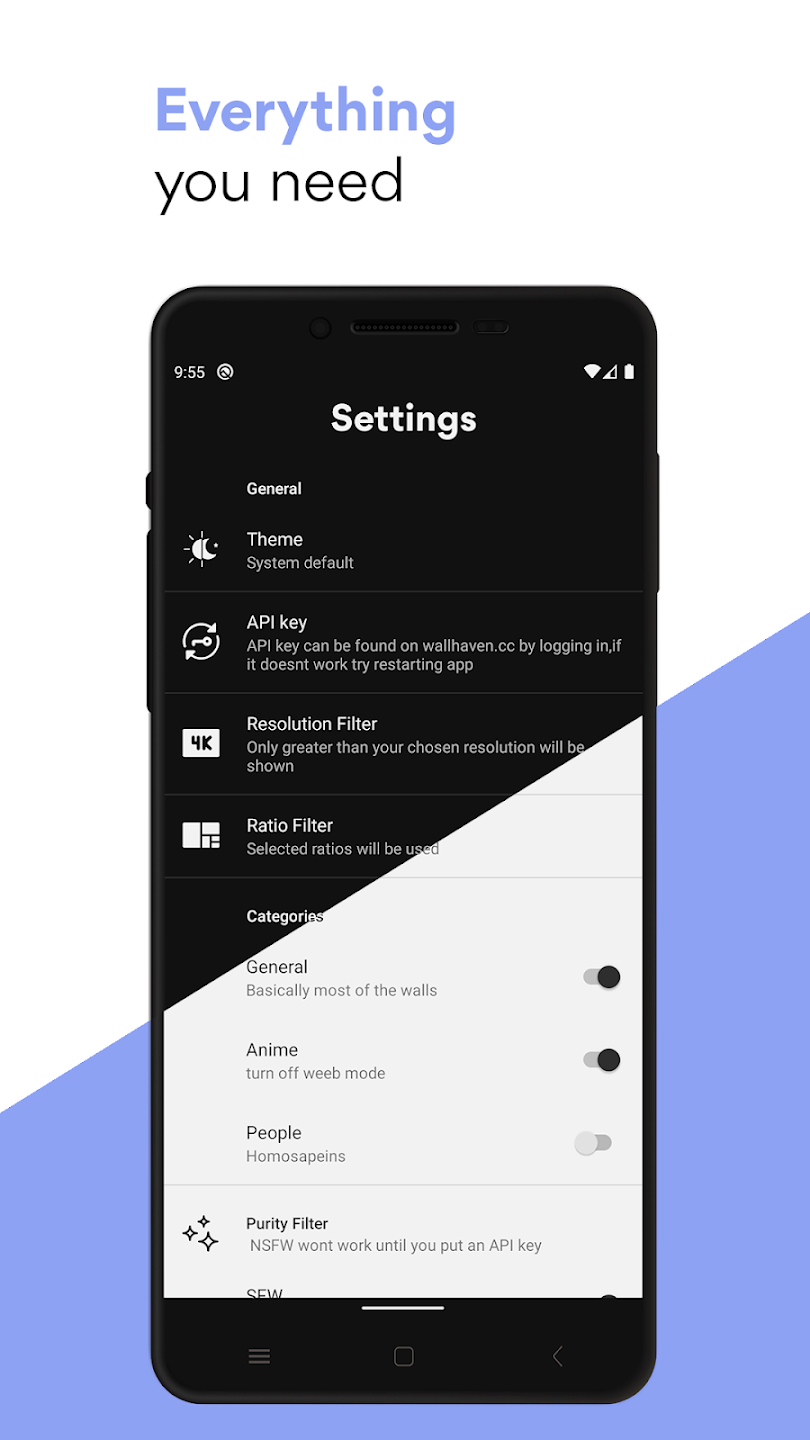 Everything
you need
9:55
Settings
General
Theme
System default
API key
API key can be found on wallhaven.cc by logging in,if
it doesnt work try restarting app
4K
Resolution Filter
Only greater than your chosen resolution will be
shown
Ratio Filter
Selected ratios will be used
Categories
General
Basically most of the walls
Anime
turn off weeb mode
People
Homosapeins
Purity Filter
NSFW wont work until you put an API key
SFW